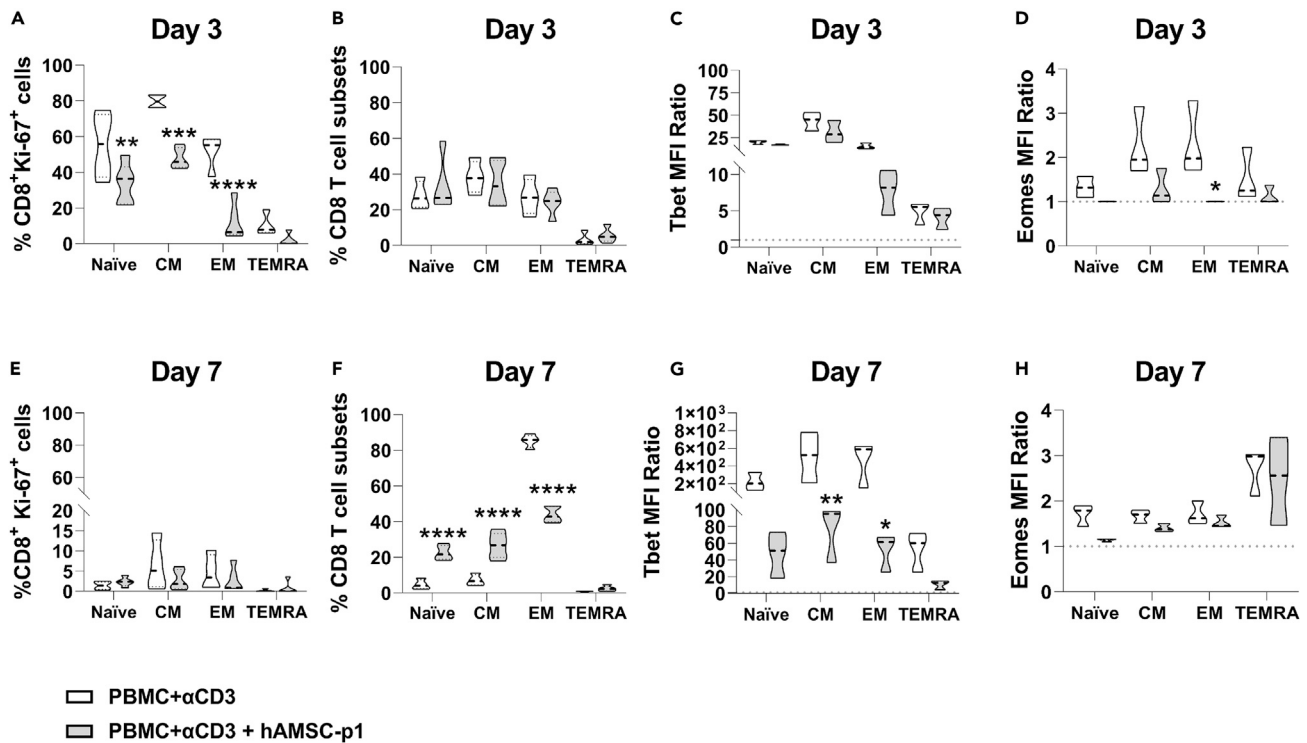 A
Day 3
% CD8+Ki-67+ cells
100
80
60
40
20
0
**
***
****
Naïve CM EM TEMRA
B
Day 3
% CD8 T cell subsets
100
80
60
40
20
0
Naïve CM EM TEMRA
C
Day 3
Tbet MFI Ratio
100
75
50
25
10
5
0
Naïve CM EM TEMRA
D
Day 3
Eomes MFI Ratio
4
3
2
1
0
*
Naïve CM EM TEMRA
E
Day 7
%CD8+ Ki-67+ cells
100
80
60
20
15
10
5
0
Naïve CM EM TEMRA
F
Day 7
% CD8 T cell subsets
100
80
60
40
20
0
****
****
****
Naïve CM EM TEMRA
G
Day 7
Tbet MFI Ratio
1×10³
8×10²
6×10²
4×10²
2×10²
100
80
60
40
20
0
**
*
Naïve CM EM TEMRA
H
Day 7
Eomes MFI Ratio
4
3
2
1
0
Naïve CM EM TEMRA
PBMC+αCD3
PBMC+αCD3 + hAMSC-p1